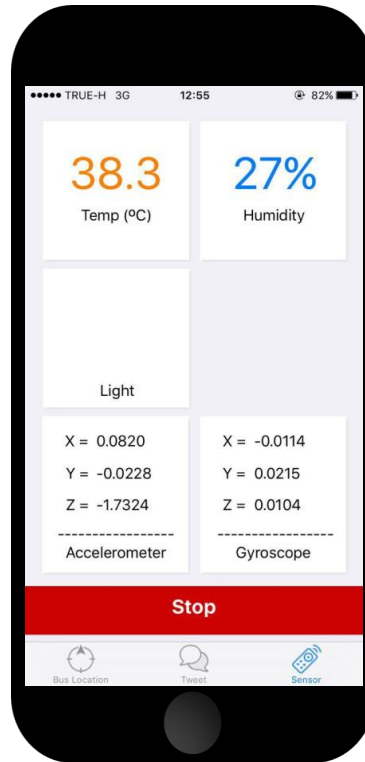 TRUE-H 3G 12:55 82%
38.3 27%
Temp (ºC) Humidity
Light
X = 0.0820 X = -0.0114
Y = -0.0228 Y = 0.0215
Z = -1.7324 Z = 0.0104
----------------- -----------------
Accelerometer Gyroscope
Stop
Bus Location Tweet Sensor